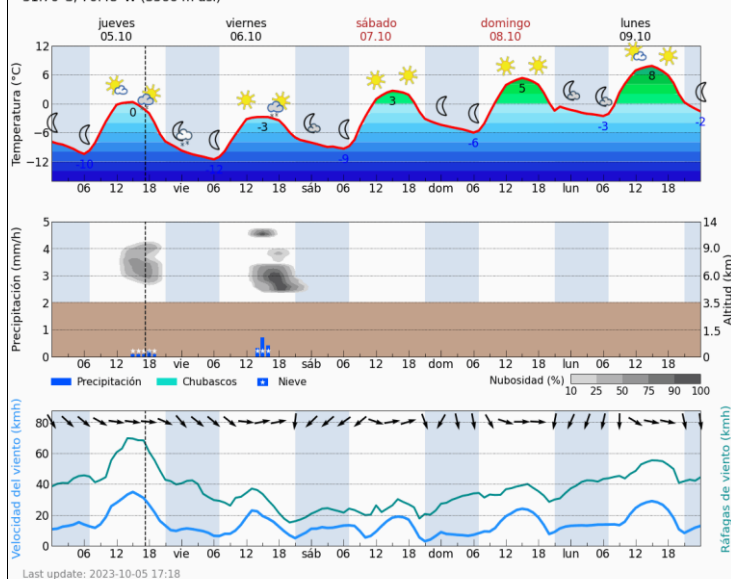 jueves viernes sábado domingo lunes
05.10 06.10 07.10 08.10 09.10
Temperatura (°C)
12
8
4
0
−6
−12
0 -3 3 5 8
-10 -12 -9 -6 -3 -2
06 12 18 vie 06 12 18 sáb 06 12 18 dom 06 12 18 lun 06 12 18
Precipitación (mm/h)
5
4
3
2
1
0
14
9.0
6.0
3.5
1.5
0
Altitud (km)
06 12 18 vie 06 12 18 sáb 06 12 18 dom 06 12 18 lun 06 12 18
Precipitación Chubascos Nieve Nubosidad (%)
10 25 50 75 90 100
Velocidad del viento (kmh)
80
60
40
20
0
Ráfagas de viento (kmh)
06 12 18 vie 06 12 18 sáb 06 12 18 dom 06 12 18 lun 06 12 18
Last update: 2023-10-05 17:18